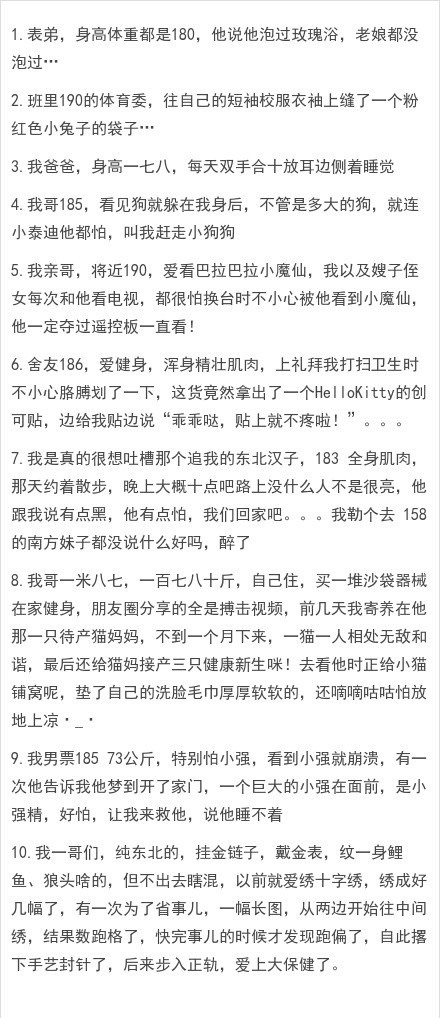 1.表弟，身高体重都是180，他说他泡过玫瑰浴，老娘都没
泡过…
2.班里190的体育委，往自己的短袖校服衣袖上缝了一个粉
红色小兔子的袋子…
3.我爸爸，身高一七八，每天双手合十放耳边侧着睡觉
4.我哥185，看见狗就躲在我身后，不管是多大的狗，就连
小泰迪他都怕，叫我赶走小狗狗
5.我亲哥，将近190，爱看巴拉巴拉小魔仙，我以及嫂子侄
女每次和他看电视，都很怕换台时不小心被他看到小魔仙，
他一定夺过遥控板一直看！
6.舍友186，爱健身，浑身精壮肌肉，上礼拜我打扫卫生时
不小心胳膊划了一下，这货竟然拿出了一个HelloKitty的创
可贴，边给我贴边说“乖乖哒，贴上就不疼啦！”。。。
7.我是真的很想吐槽那个追我的东北汉子，183 全身肌肉，
那天约着散步，晚上大概十点吧路上没什么人不是很亮，他
跟我说有点黑，他有点怕，我们回家吧。。。我勒个去 158
的南方妹子都没说什么好吗，醉了
8.我哥一米八七，一百七八十斤，自己住，买一堆沙袋器械
在家健身，朋友圈分享的全是搏击视频，前几天我寄养在他
那一只待产猫妈妈，不到一个月下来，一猫一人相处无敌和
谐，最后还给猫妈接产三只健康新生咪！去看他时正给小猫
铺窝呢，垫了自己的洗脸毛巾厚厚软软的，还嘀嘀咕咕怕放
地上凉·_·
9.我男票185 73公斤，特别怕小强，看到小强就崩溃，有一
次他告诉我他梦到开了家门，一个巨大的小强在面前，是小
强精，好怕，让我来救他，说他睡不着
10.我一哥们，纯东北的，挂金链子，戴金表，纹一身鲤
鱼、狼头啥的，但不出去瞎混，以前就爱绣十字绣，绣成好
几幅了，有一次为了省事儿，一幅长图，从两边开始往中间
绣，结果数跑格了，快完事儿的时候才发现跑偏了，自此撂
下手艺封针了，后来步入正轨，爱上大保健了。